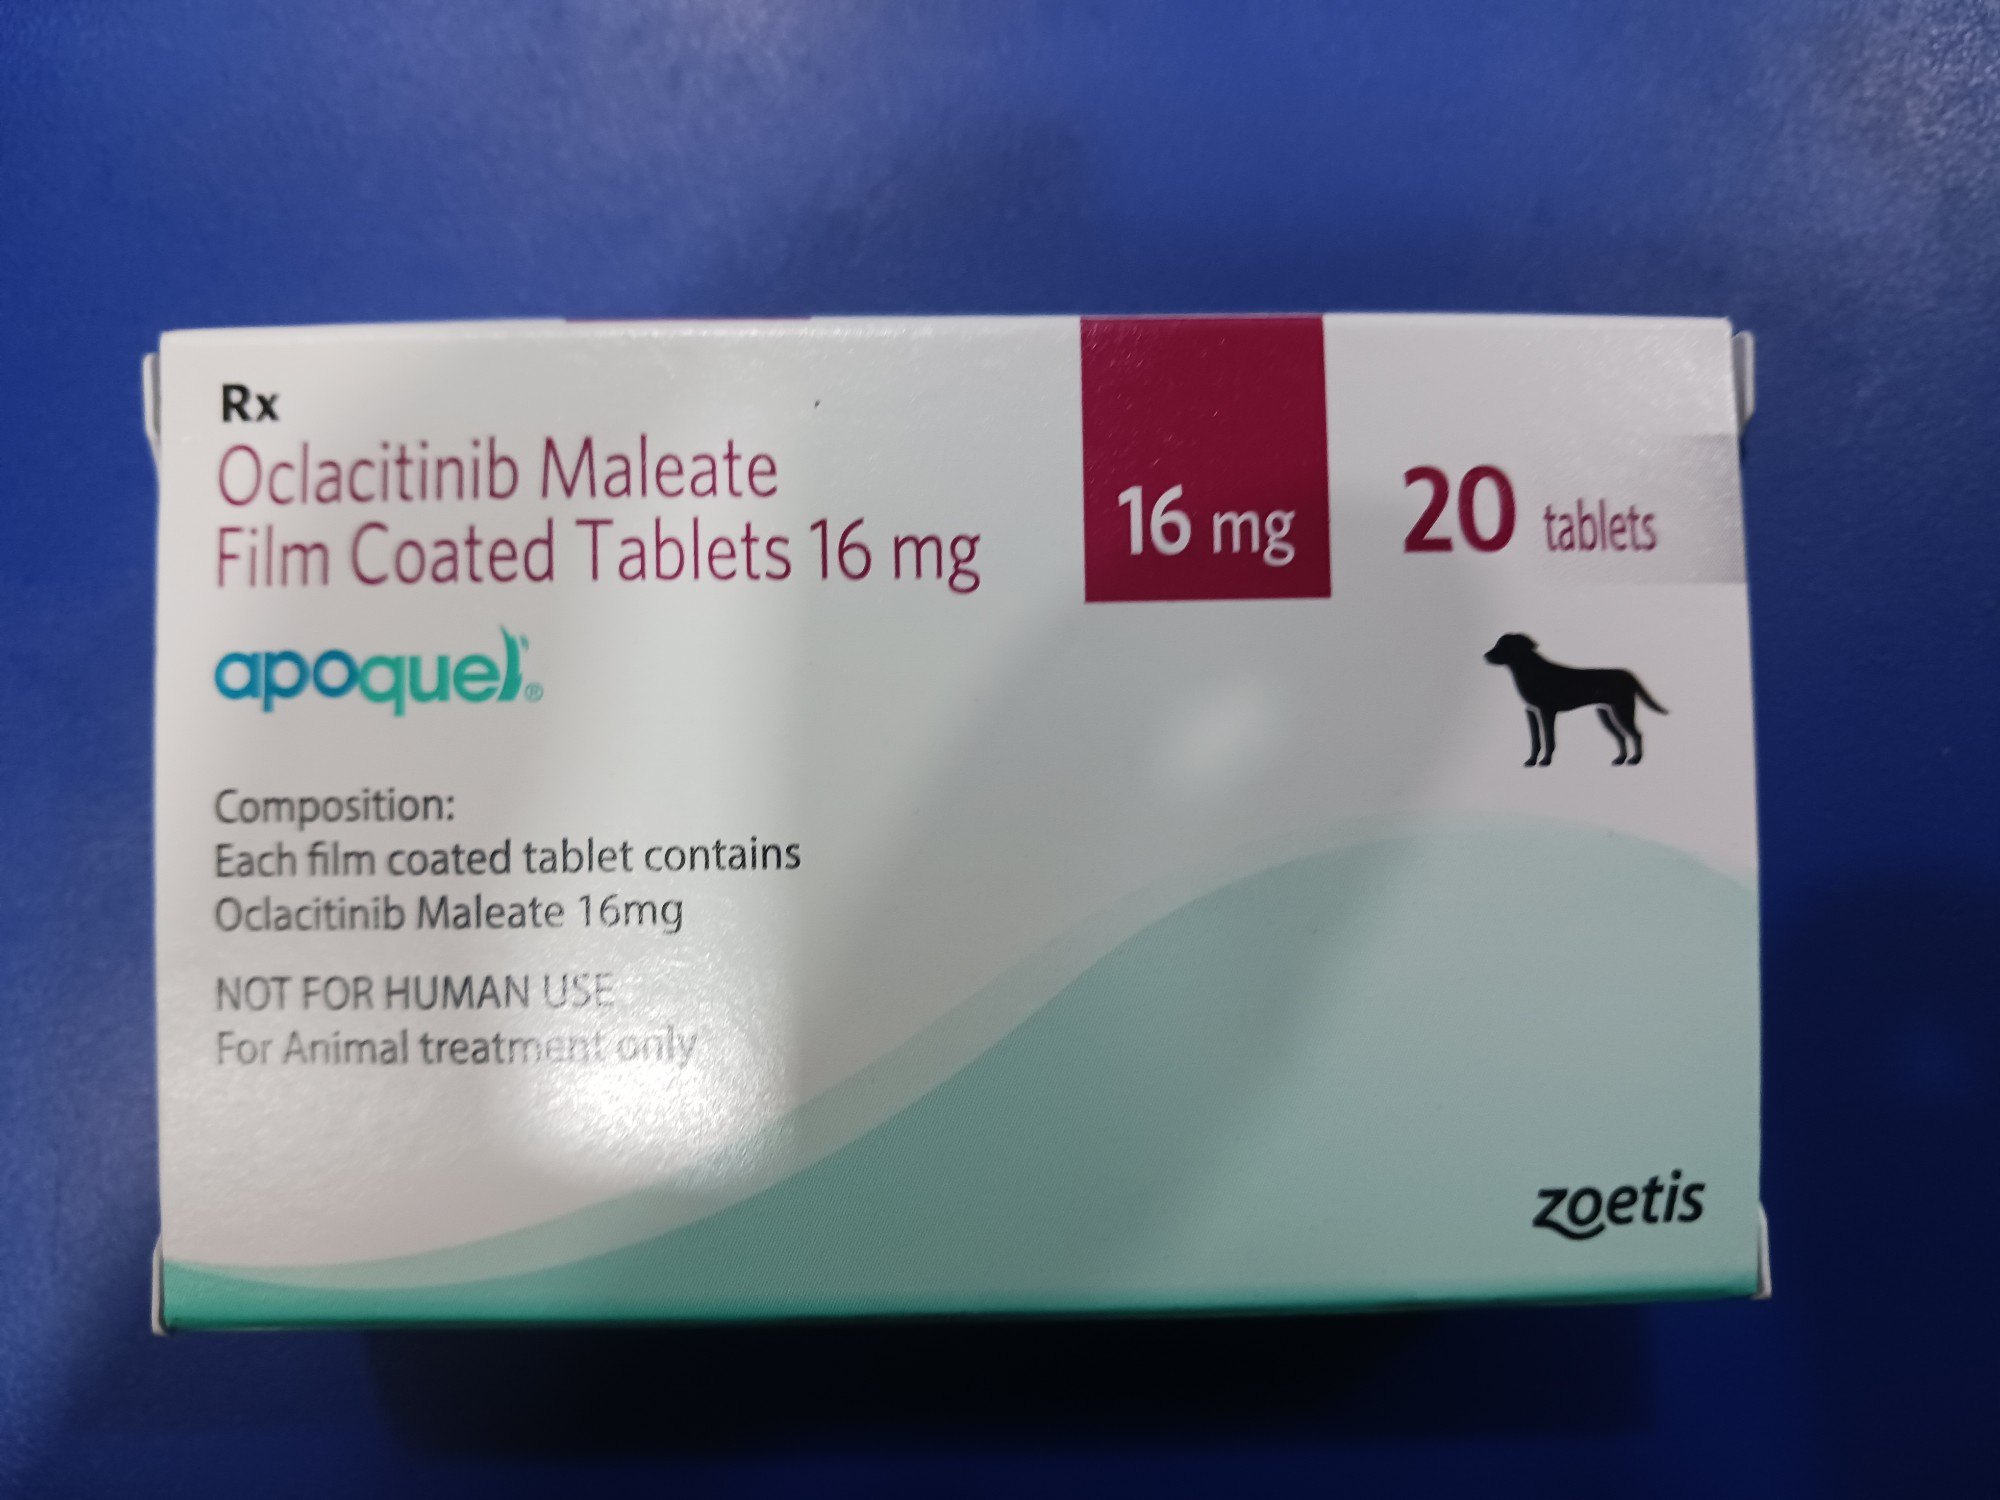 Rx
Oclacitinib Maleate
Film Coated Tablets 16 mg
16 mg
20 tablets
apoquel®
Composition:
Each film coated tablet contains
Oclacitinib Maleate 16mg
NOT FOR HUMAN USE
For Animal treatment only
zoetis